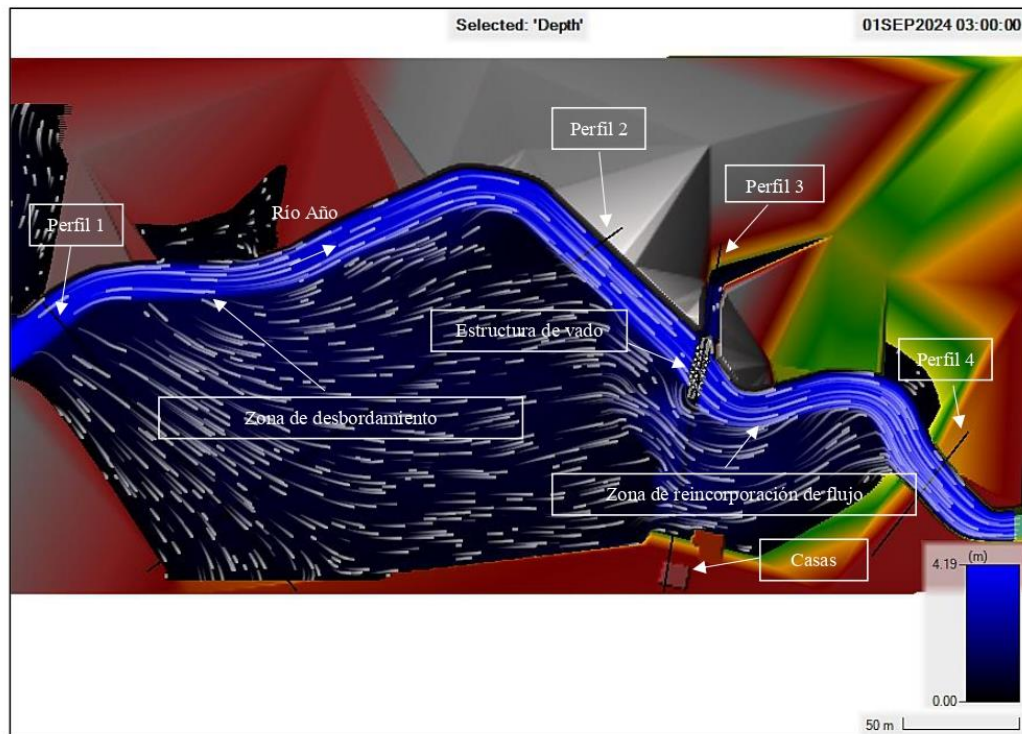 Selected: 'Depth'
01SEP2024 03:00:00
Perfil 2
Perfil 3
Perfil 1
Río Año
Estructura de vado
Perfil 4
Zona de desbordamiento
Zona de reincorporación de flujo
Casas
4.19
(m)
0.00
50 m